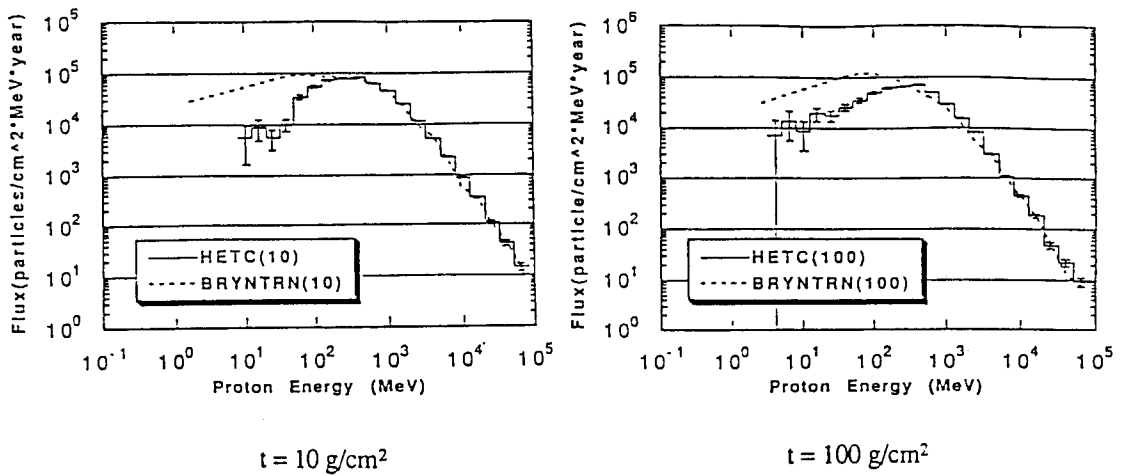 Flux(particles/cm^2*MeV*year)
10^6
10^5
10^4
10^3
10^2
10^1
10^0
HETC(10)
BRYNTRN(10)
10^-1 10^0 10^1 10^2 10^3 10^4 10^5
Proton Energy (MeV)
t = 10 g/cm²
Flux(particle/cm^2*MeV*year)
10^6
10^5
10^4
10^3
10^2
10^1
10^0
HETC(100)
BRYNTRN(100)
10^-1 10^0 10^1 10^2 10^3 10^4 10^5
Proton Energy (MeV)
t = 100 g/cm²